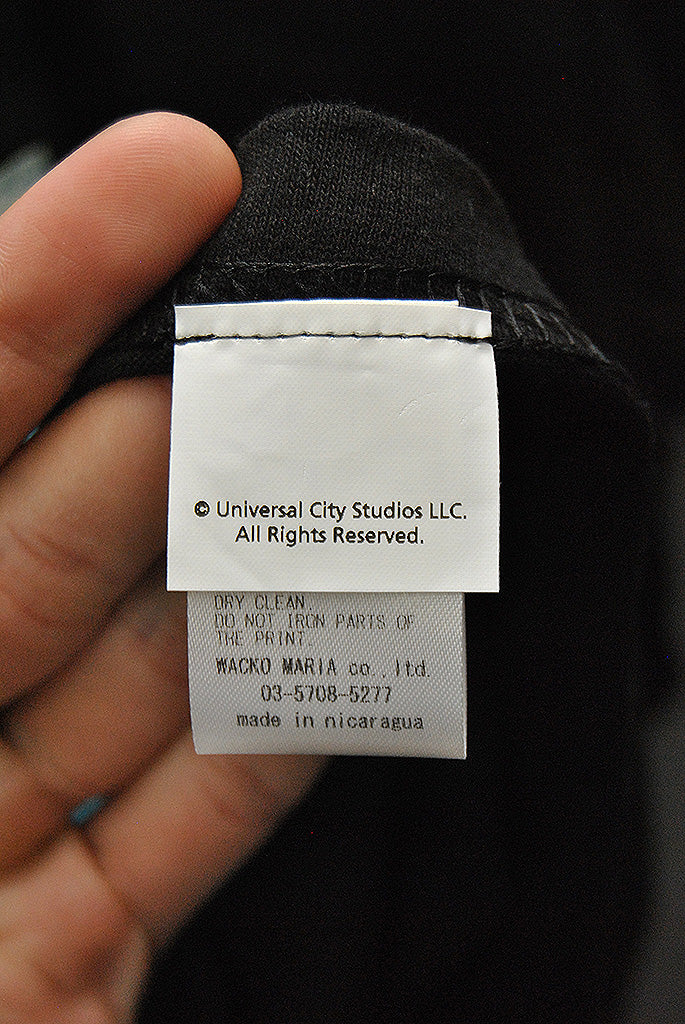 © Universal City Studios LLC.
All Rights Reserved.
DRY CLEAN.
DO NOT IRON PARTS OF
THE PRINT.
WACKO MARIA co., ltd.
03-5708-5277
made in nicaragua